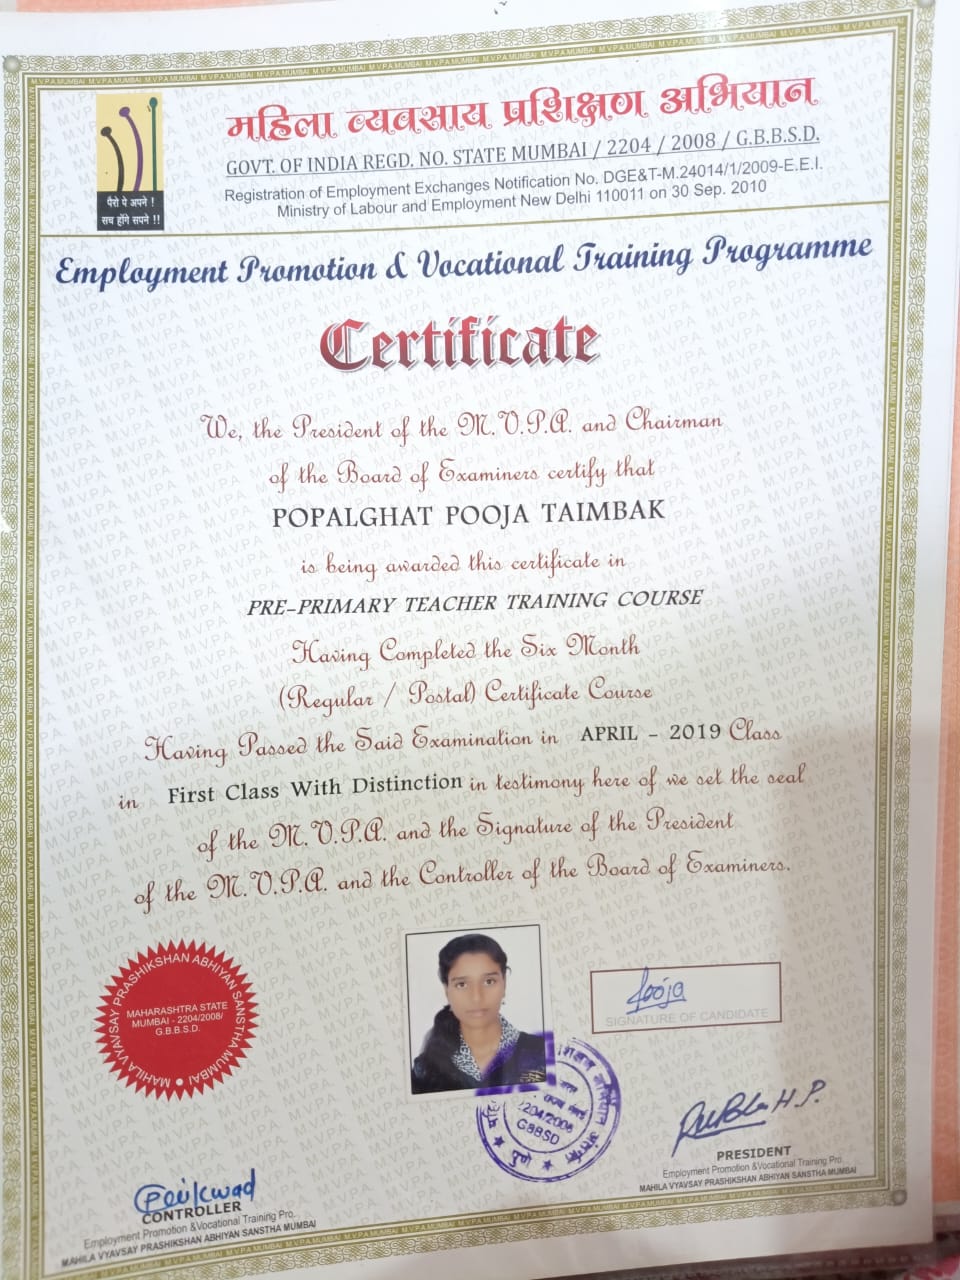 महिला व्यवसाय प्रशिक्षण अभियान
GOVT. OF INDIA REGD. NO. STATE MUMBAI / 2204 / 2008 / G.B.B.S.D.
Registration of Employment Exchanges Notification No. DGE&T-M.24014/1/2009-E.E.I.
Ministry of Labour and Employment New Delhi 110011 on 30 Sep. 2010
पैरो पे अपने !
सच होंगे सपने !!
Employment Promotion & Vocational Training Programme
Certificate
We, the President of the M.V.P.A. and Chairman
of the Board of Examiners certify that
POPALGHAT POOJA TAIMBAK
is being awarded this certificate in
PRE-PRIMARY TEACHER TRAINING COURSE
Having Completed the Six Month
(Regular / Postal) Certificate Course
Having Passed the Said Examination in APRIL - 2019 Class
in First Class With Distinction in testimony here of we set the seal
of the M.V.P.A. and the Signature of the President
of the M.V.P.A. and the Controller of the Board of Examiners.
MAHILA VYAVSAY PRASHIKSHAN ABHIYAN SANSTHA MUMBAI
MAHARASHTRA STATE
MUMBAI - 2204/2008/
G.B.B.S.D.
Pooja
SIGNATURE OF CANDIDATE
2204/2008
GBBSD
पुणे
PRESIDENT
Employment Promotion &Vocational Training Pro.
MAHILA VYAVSAY PRASHIKSHAN ABHIYAN SANSTHA MUMBAI
CONTROLLER
Employment Promotion &Vocational Training Pro.
MAHILA VYAVSAY PRASHIKSHAN ABHIYAN SANSTHA MUMBAI